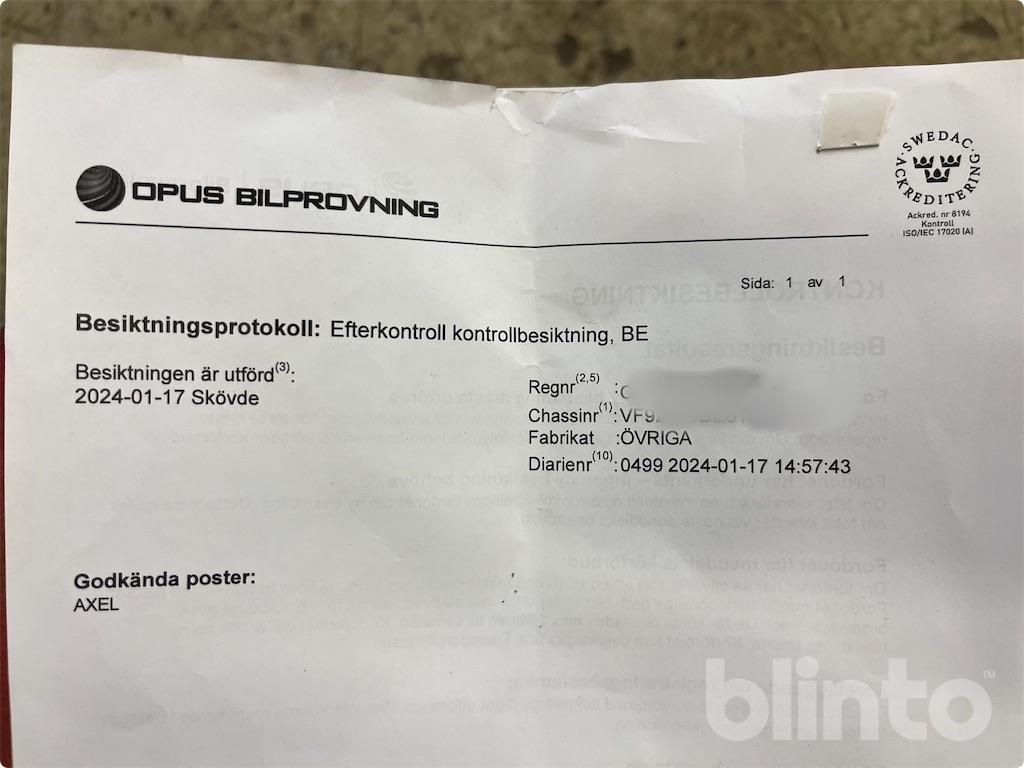 OPUS BILPROVNING
SWEDAC ACKREDITERING
Ackred. nr 8194
Kontroll
ISO/IEC 17020 (A)
Sida: 1 av 1
Besiktningsprotokoll: Efterkontroll kontrollbesiktning, BE
Besiktningen är utförd(3):
2024-01-17 Skövde
Regnr(2,5) :
Chassinr(1):VF9
Fabrikat :ÖVRIGA
Diarienr(10):0499 2024-01-17 14:57:43
Godkända poster:
AXEL
blinto™